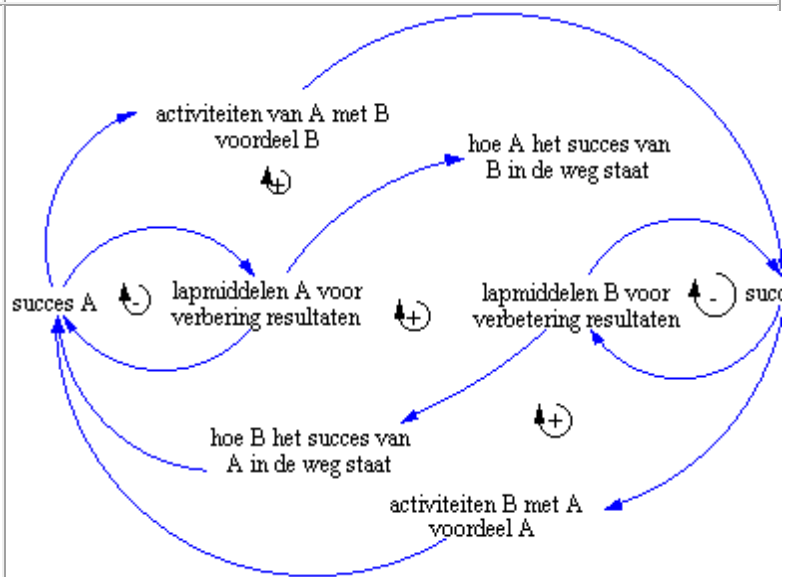 activiteiten van A met B
voordeel B
+
hoe A het succes van
B in de weg staat
succes A
-
lapmiddelen A voor
verbering resultaten
+
lapmiddelen B voor
verbetering resultaten
-
+
hoe B het succes van
A in de weg staat
activiteiten B met A
voordeel A